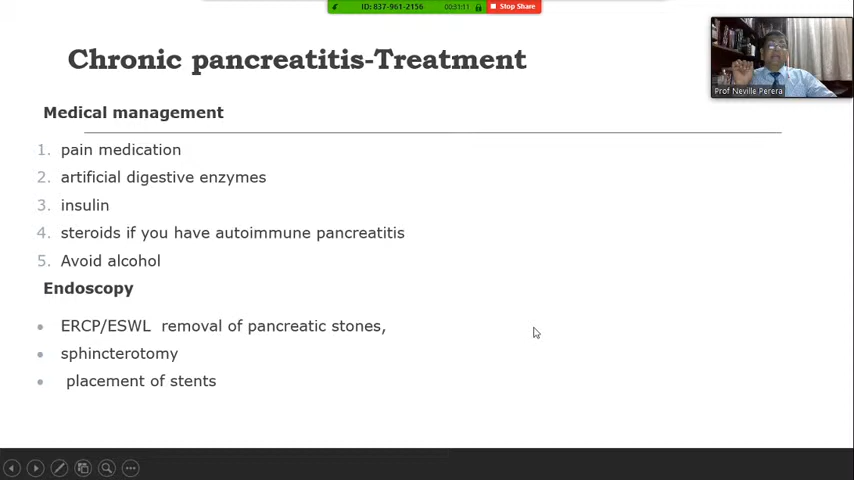 ID: 837-961-2156 00:31:11 Stop Share
Chronic pancreatitis-Treatment
Prof Neville Perera
Medical management
1. pain medication
2. artificial digestive enzymes
3. insulin
4. steroids if you have autoimmune pancreatitis
5. Avoid alcohol
Endoscopy
• ERCP/ESWL removal of pancreatic stones,
• sphincterotomy
• placement of stents